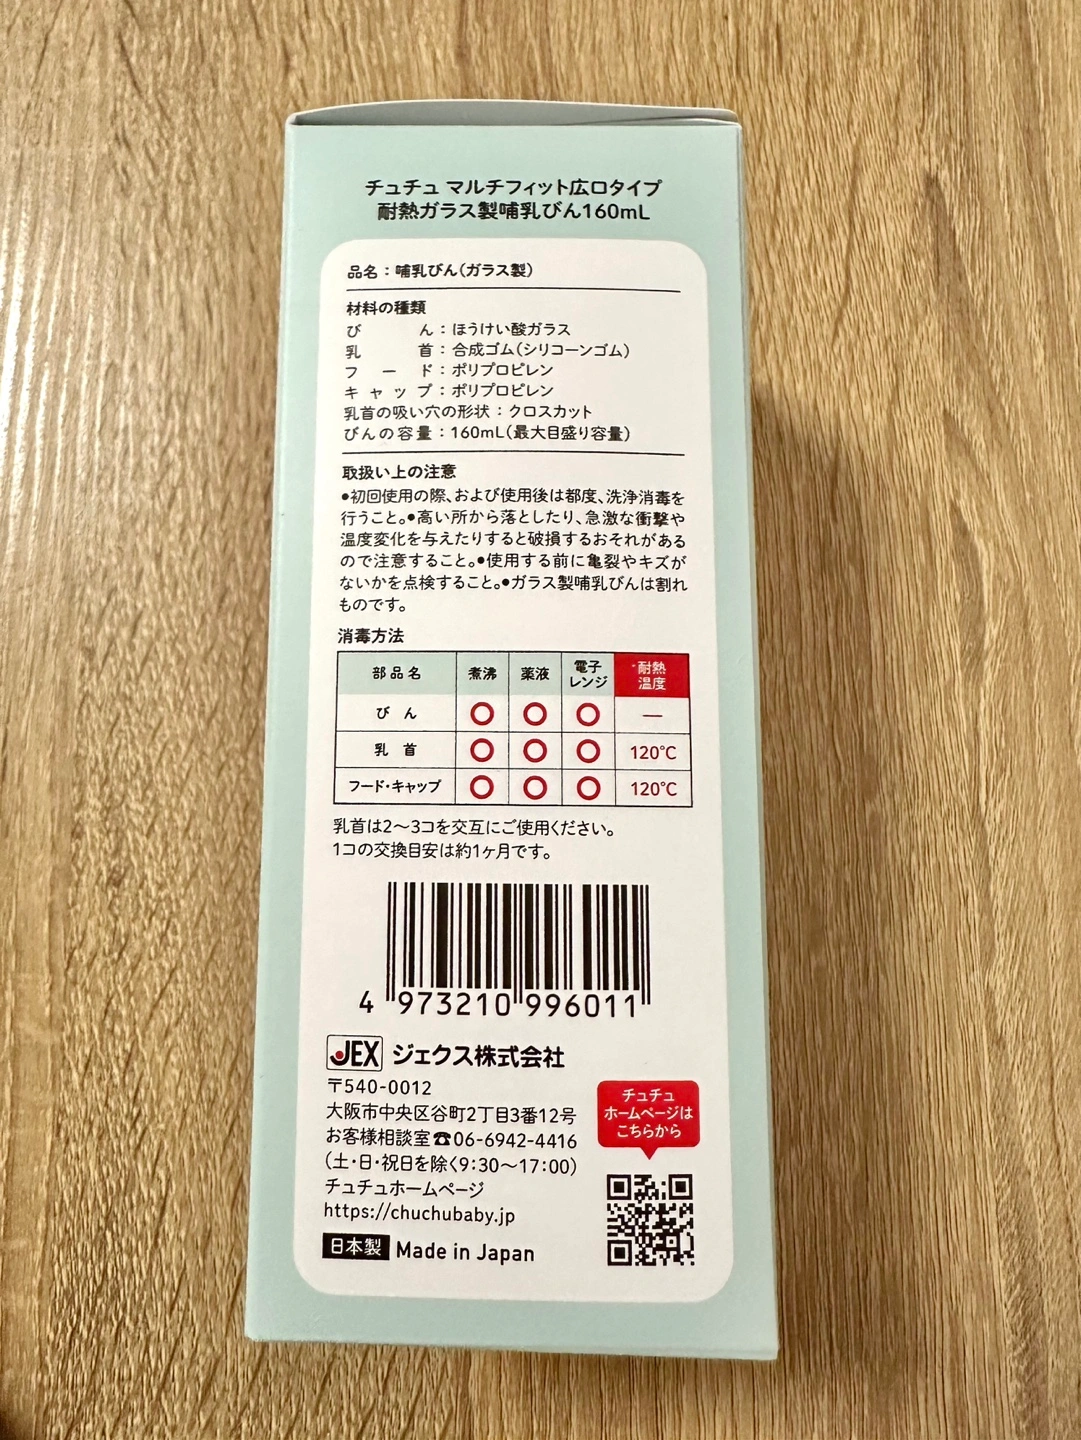 チュチュ マルチフィット広口タイプ
耐熱ガラス製哺乳びん160mL
品名：哺乳びん（ガラス製）
材料の種類
びん：ほうけい酸ガラス
乳首：合成ゴム（シリコーンゴム）
フード：ポリプロピレン
キャップ：ポリプロピレン
乳首の吸い穴の形状：クロスカット
びんの容量：160mL（最大目盛り容量）
取扱い上の注意
●初回使用の際、および使用後は都度、洗浄消毒を
行うこと。●高い所から落としたり、急激な衝撃や
温度変化を与えたりすると破損するおそれがある
ので注意すること。●使用する前に亀裂やキズが
ないかを点検すること。●ガラス製哺乳びんは割れ
ものです。
消毒方法
部品名 煮沸 薬液 電子レンジ 耐熱温度
びん ○ ○ ○ —
乳首 ○ ○ ○ 120℃
フード・キャップ ○ ○ ○ 120℃
乳首は2〜3コを交互にご使用ください。
1コの交換目安は約1ヶ月です。
4 973210 996011
JEX ジェクス株式会社
〒540-0012
大阪市中央区谷町2丁目3番12号
お客様相談室☎06-6942-4416
（土・日・祝日を除く9:30〜17:00）
チュチュホームページ
https://chuchubaby.jp
日本製 Made in Japan
チュチュ
ホームページは
こちらから